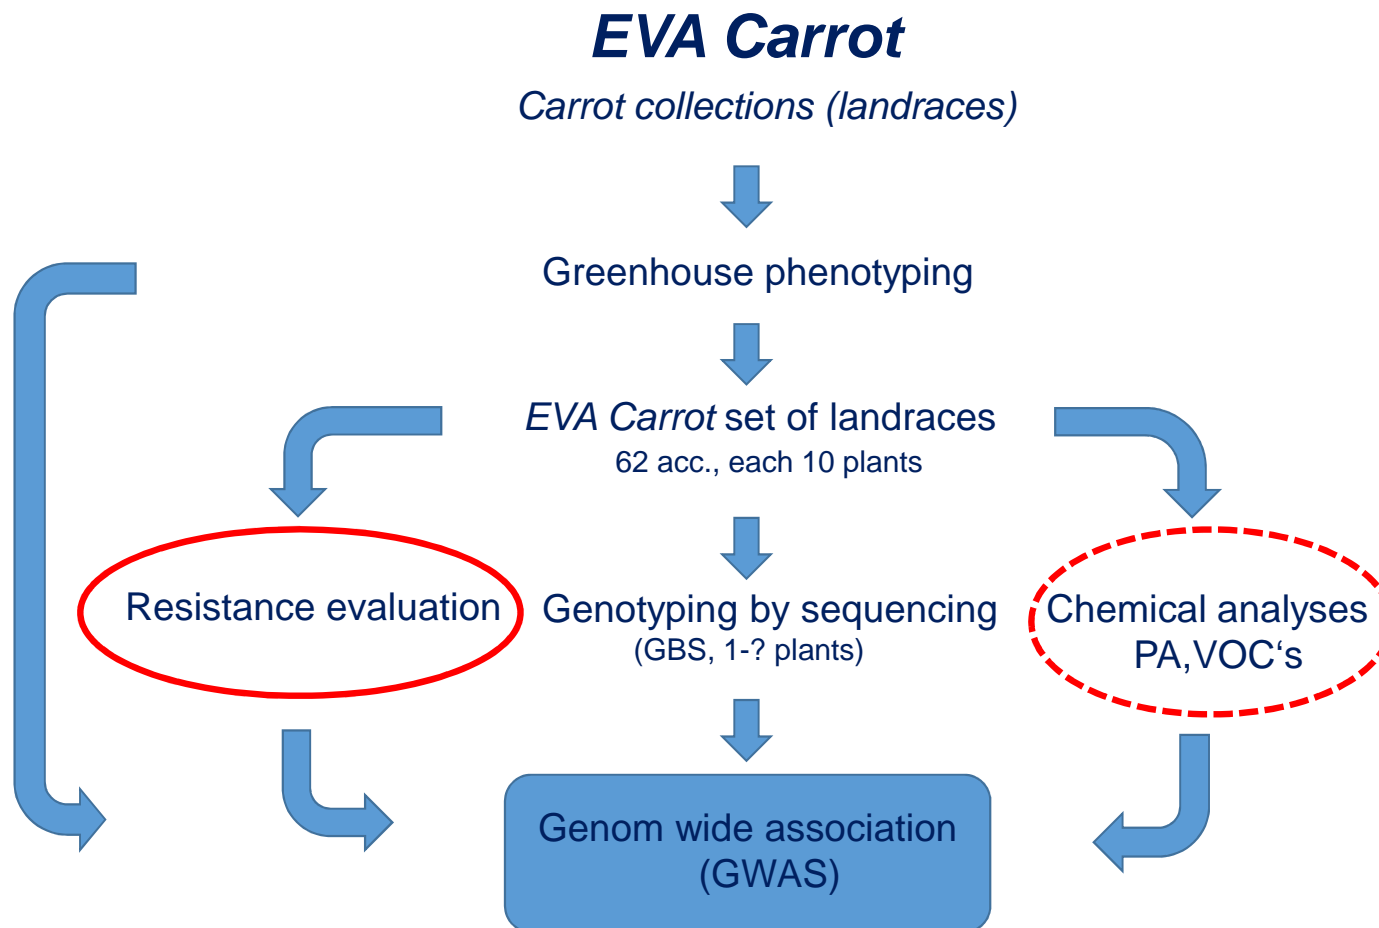 EVA Carrot
Carrot collections (landraces)
Greenhouse phenotyping
EVA Carrot set of landraces
62 acc., each 10 plants
Resistance evaluation
Genotyping by sequencing
(GBS, 1-? plants)
Chemical analyses
PA,VOC‘s
Genom wide association
(GWAS)